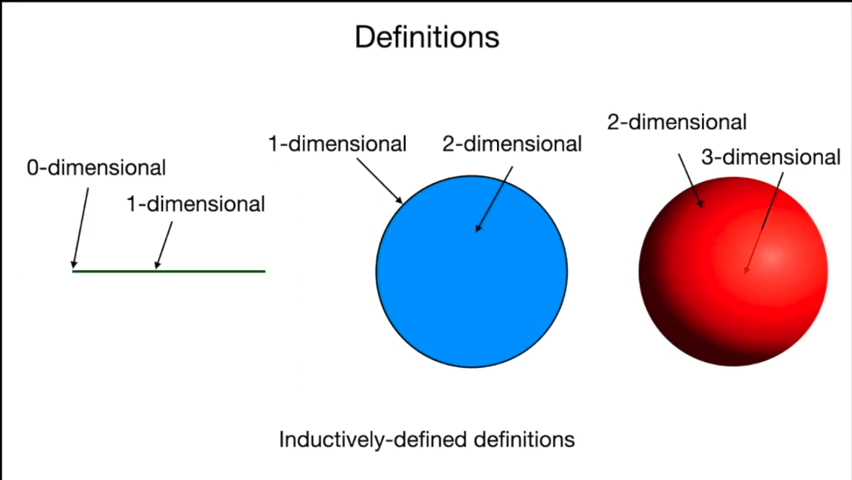 Definitions
0-dimensional
1-dimensional
1-dimensional
2-dimensional
2-dimensional
3-dimensional
Inductively-defined definitions